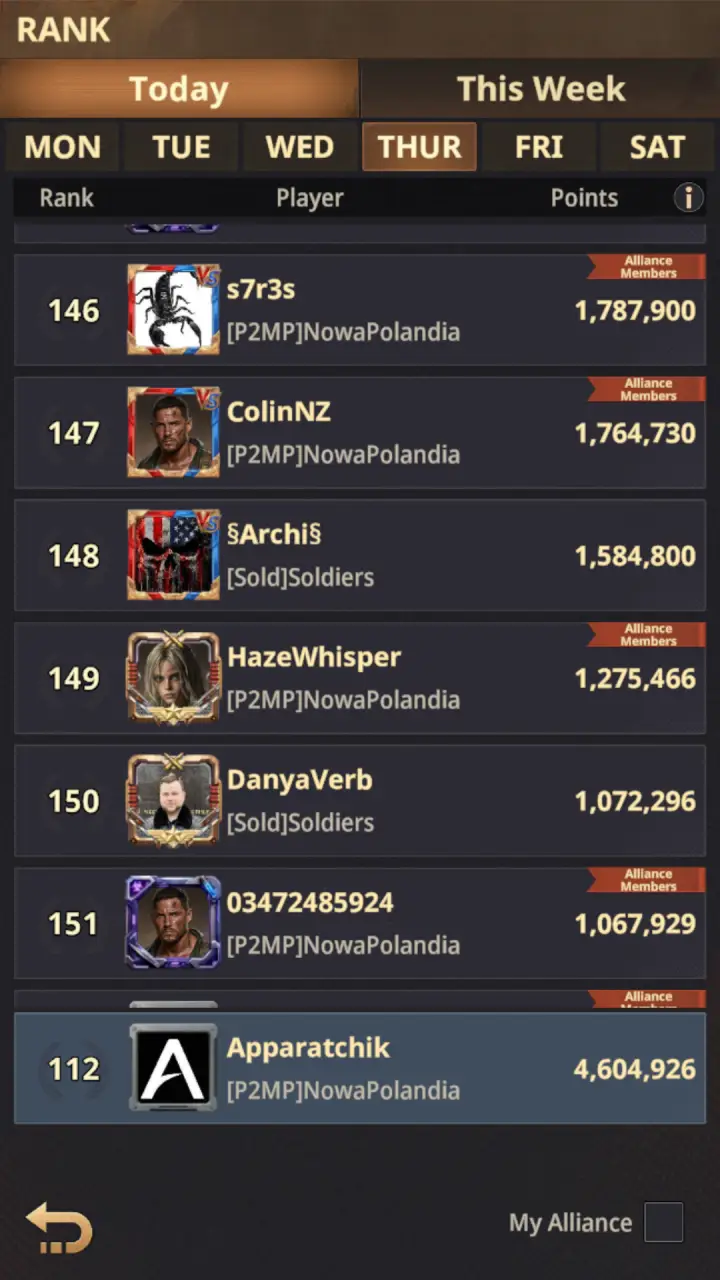 RANK
Today
This Week
MON
TUE
WED
THUR
FRI
SAT
Rank
Player
Points
Alliance
Members
146
s7r3s
[P2MP]NowaPolandia
1,787,900
Alliance
Members
147
ColinNZ
[P2MP]NowaPolandia
1,764,730
148
§Archi§
[Sold]Soldiers
1,584,800
Alliance
Members
149
HazeWhisper
[P2MP]NowaPolandia
1,275,466
150
DanyaVerb
[Sold]Soldiers
1,072,296
Alliance
Members
151
03472485924
[P2MP]NowaPolandia
1,067,929
Alliance
112
Apparatchik
[P2MP]NowaPolandia
4,604,926
My Alliance